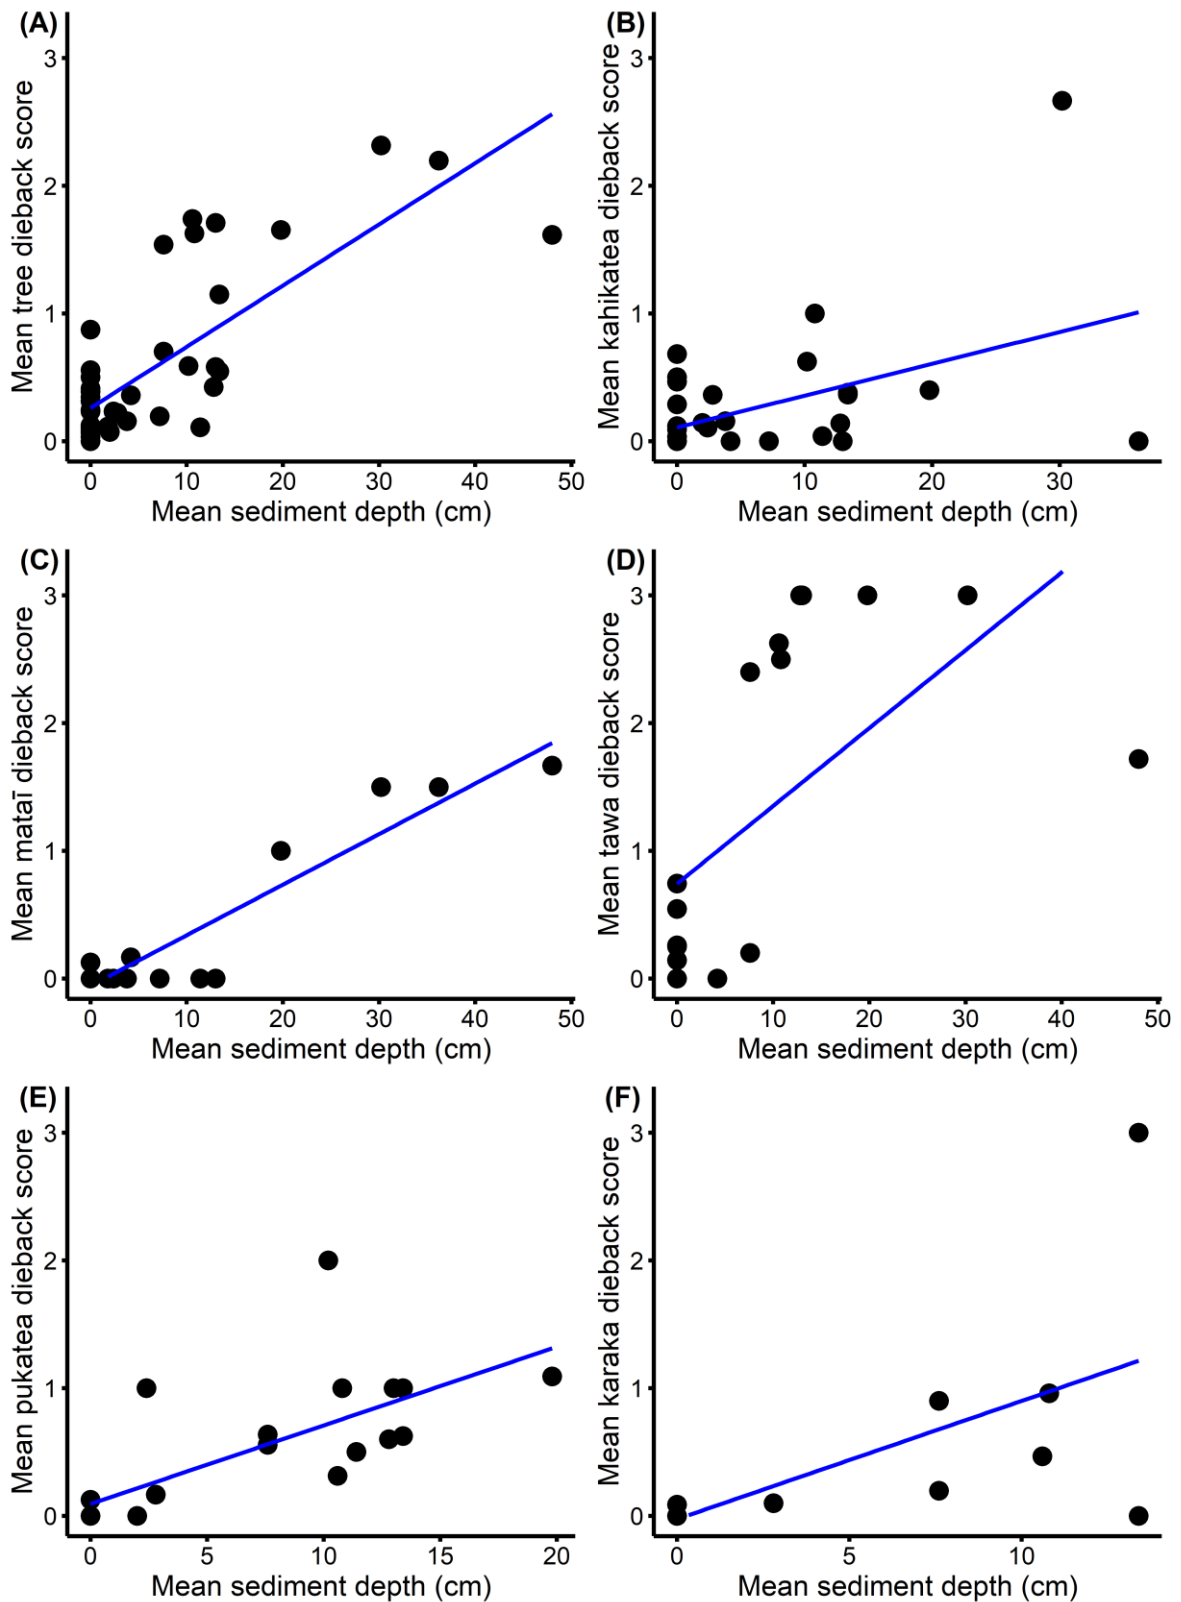 (A)
Mean tree dieback score
3
2
1
0
0 10 20 30 40 50
Mean sediment depth (cm)
(B)
Mean kahikatea dieback score
3
2
1
0
0 10 20 30
Mean sediment depth (cm)
(C)
Mean mataī dieback score
3
2
1
0
0 10 20 30 40 50
Mean sediment depth (cm)
(D)
Mean tawa dieback score
3
2
1
0
0 10 20 30 40 50
Mean sediment depth (cm)
(E)
Mean pukatea dieback score
3
2
1
0
0 5 10 15 20
Mean sediment depth (cm)
(F)
Mean karaka dieback score
3
2
1
0
0 5 10
Mean sediment depth (cm)